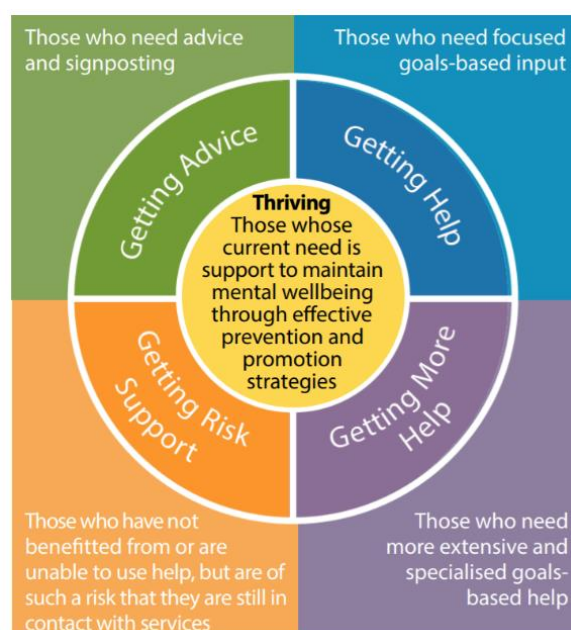 Those who need advice
and signposting
Those who need focused
goals-based input
Getting Advice
Getting Help
Thriving
Those whose
current need is
support to maintain
mental wellbeing
through effective
prevention and
promotion
strategies
Getting Risk
Support
Getting More
Help
Those who have not
benefitted from or are
unable to use help, but are of
such a risk that they are still in
contact with services
Those who need
more extensive and
specialised goals-
based help